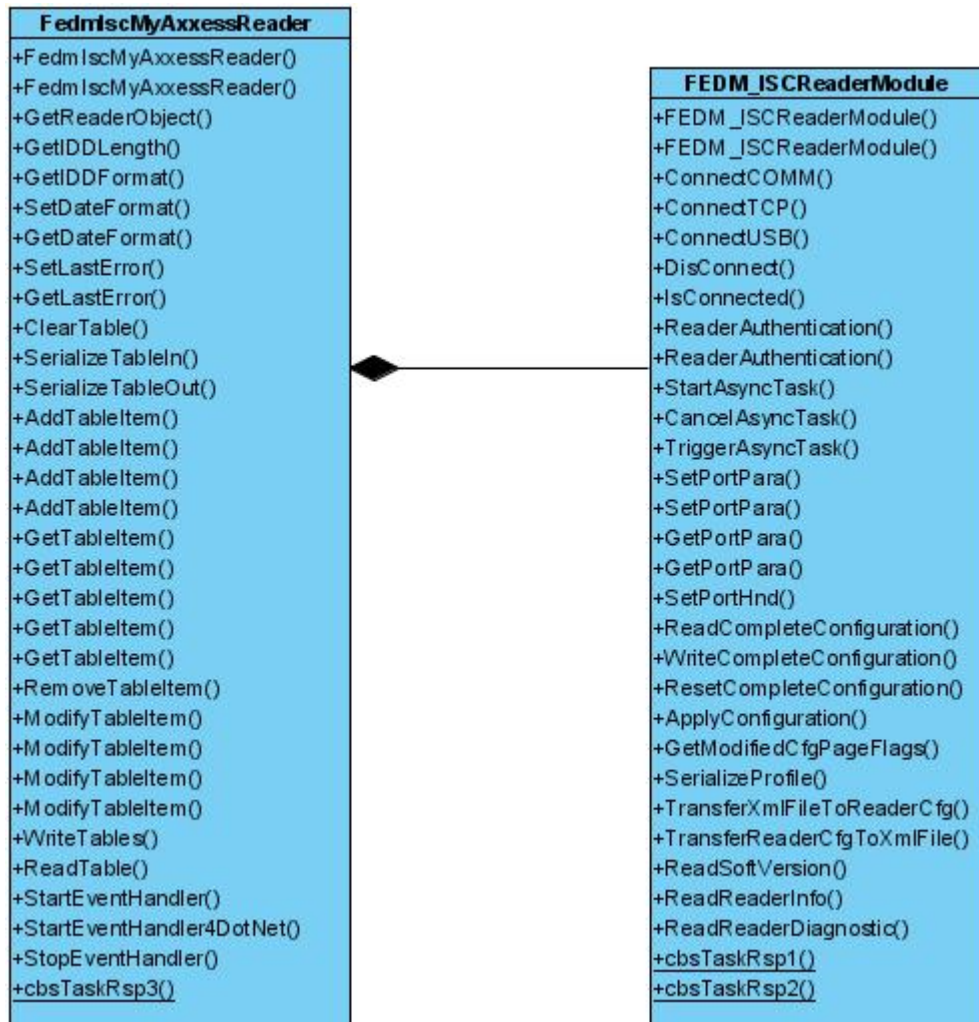 FedmIscMyAxxessReader
+FedmIscMyAxxessReader()
+FedmIscMyAxxessReader()
+GetReaderObject()
+GetIDDLength()
+GetIDDFormat()
+SetDateFormat()
+GetDateFormat()
+SetLastError()
+GetLastError()
+ClearTable()
+SerializeTableIn()
+SerializeTableOut()
+AddTableItem()
+AddTableItem()
+AddTableItem()
+AddTableItem()
+GetTableItem()
+GetTableItem()
+GetTableItem()
+GetTableItem()
+GetTableItem()
+RemoveTableItem()
+ModifyTableItem()
+ModifyTableItem()
+ModifyTableItem()
+ModifyTableItem()
+WriteTables()
+ReadTable()
+StartEventHandler()
+StartEventHandler4DotNet()
+StopEventHandler()
+cbsTaskRsp3()
FEDM_ISCReaderModule
+FEDM_ISCReaderModule()
+FEDM_ISCReaderModule()
+ConnectCOMM()
+ConnectTCP()
+ConnectUSB()
+DisConnect()
+IsConnected()
+ReaderAuthentication()
+ReaderAuthentication()
+StartAsyncTask()
+CancelAsyncTask()
+TriggerAsyncTask()
+SetPortPara()
+SetPortPara()
+GetPortPara()
+GetPortPara()
+SetPortHnd()
+ReadCompleteConfiguration()
+WriteCompleteConfiguration()
+ResetCompleteConfiguration()
+ApplyConfiguration()
+GetModifiedCfgPageFlags()
+SerializeProfile()
+TransferXmlFileToReaderCfg()
+TransferReaderCfgToXmlFile()
+ReadSoftVersion()
+ReadReaderInfo()
+ReadReaderDiagnostic()
+cbsTaskRsp1()
+cbsTaskRsp2()